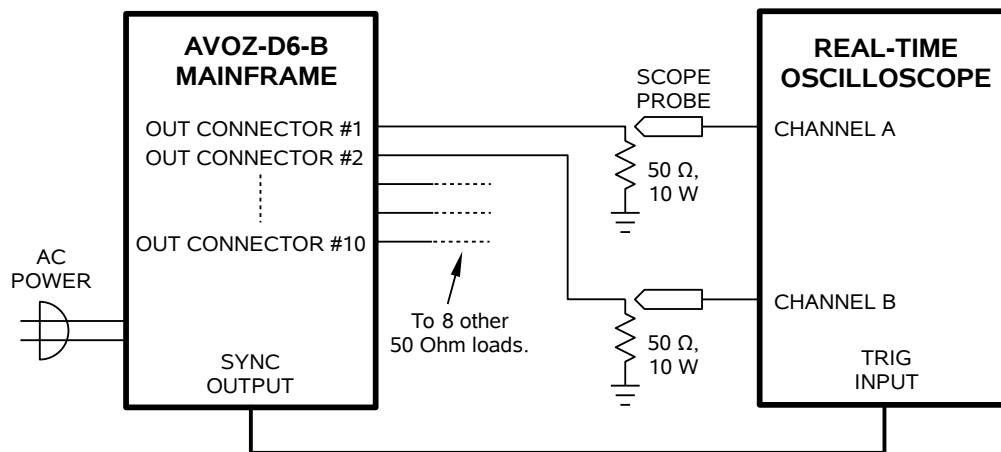 AVOZ-D6-B
MAINFRAME
OUT CONNECTOR #1
OUT CONNECTOR #2
OUT CONNECTOR #10
AC
POWER
SYNC
OUTPUT
To 8 other
50 Ohm loads.
SCOPE
PROBE
50 Ω,
10 W
50 Ω,
10 W
REAL-TIME
OSCILLOSCOPE
CHANNEL A
CHANNEL B
TRIG
INPUT